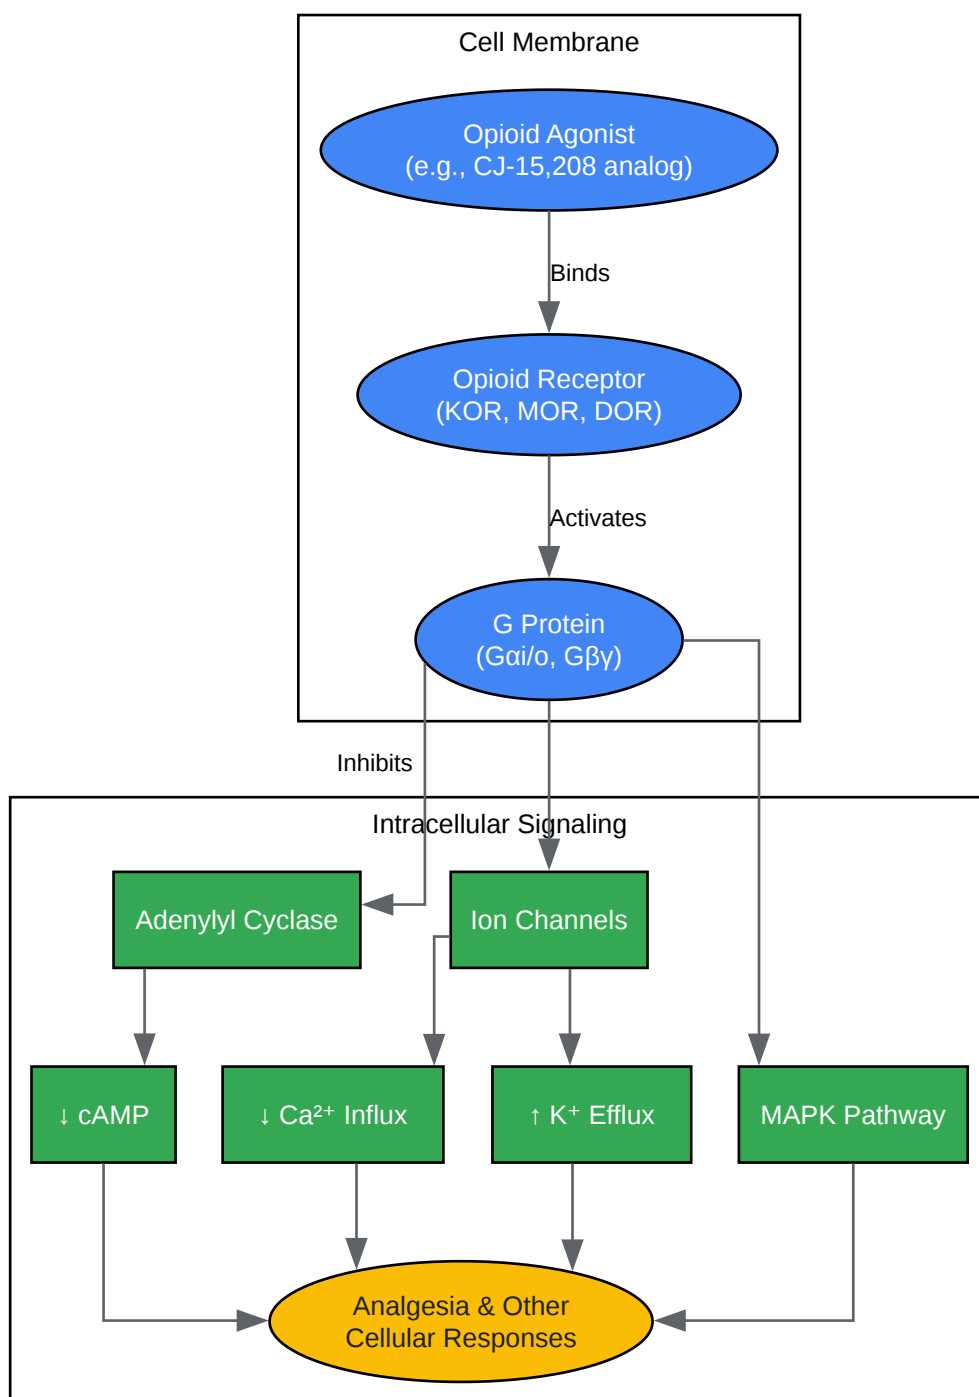 Cell Membrane
Opioid Agonist
(e.g., CJ-15,208 analog)
Binds
Opioid Receptor
(KOR, MOR, DOR)
Activates
G Protein
(Gαi/o, Gβγ)
Inhibits
Intracellular Signaling
Adenylyl Cyclase
Ion Channels
↓ cAMP
↓ Ca²⁺ Influx
↑ K⁺ Efflux
MAPK Pathway
Analgesia & Other
Cellular Responses